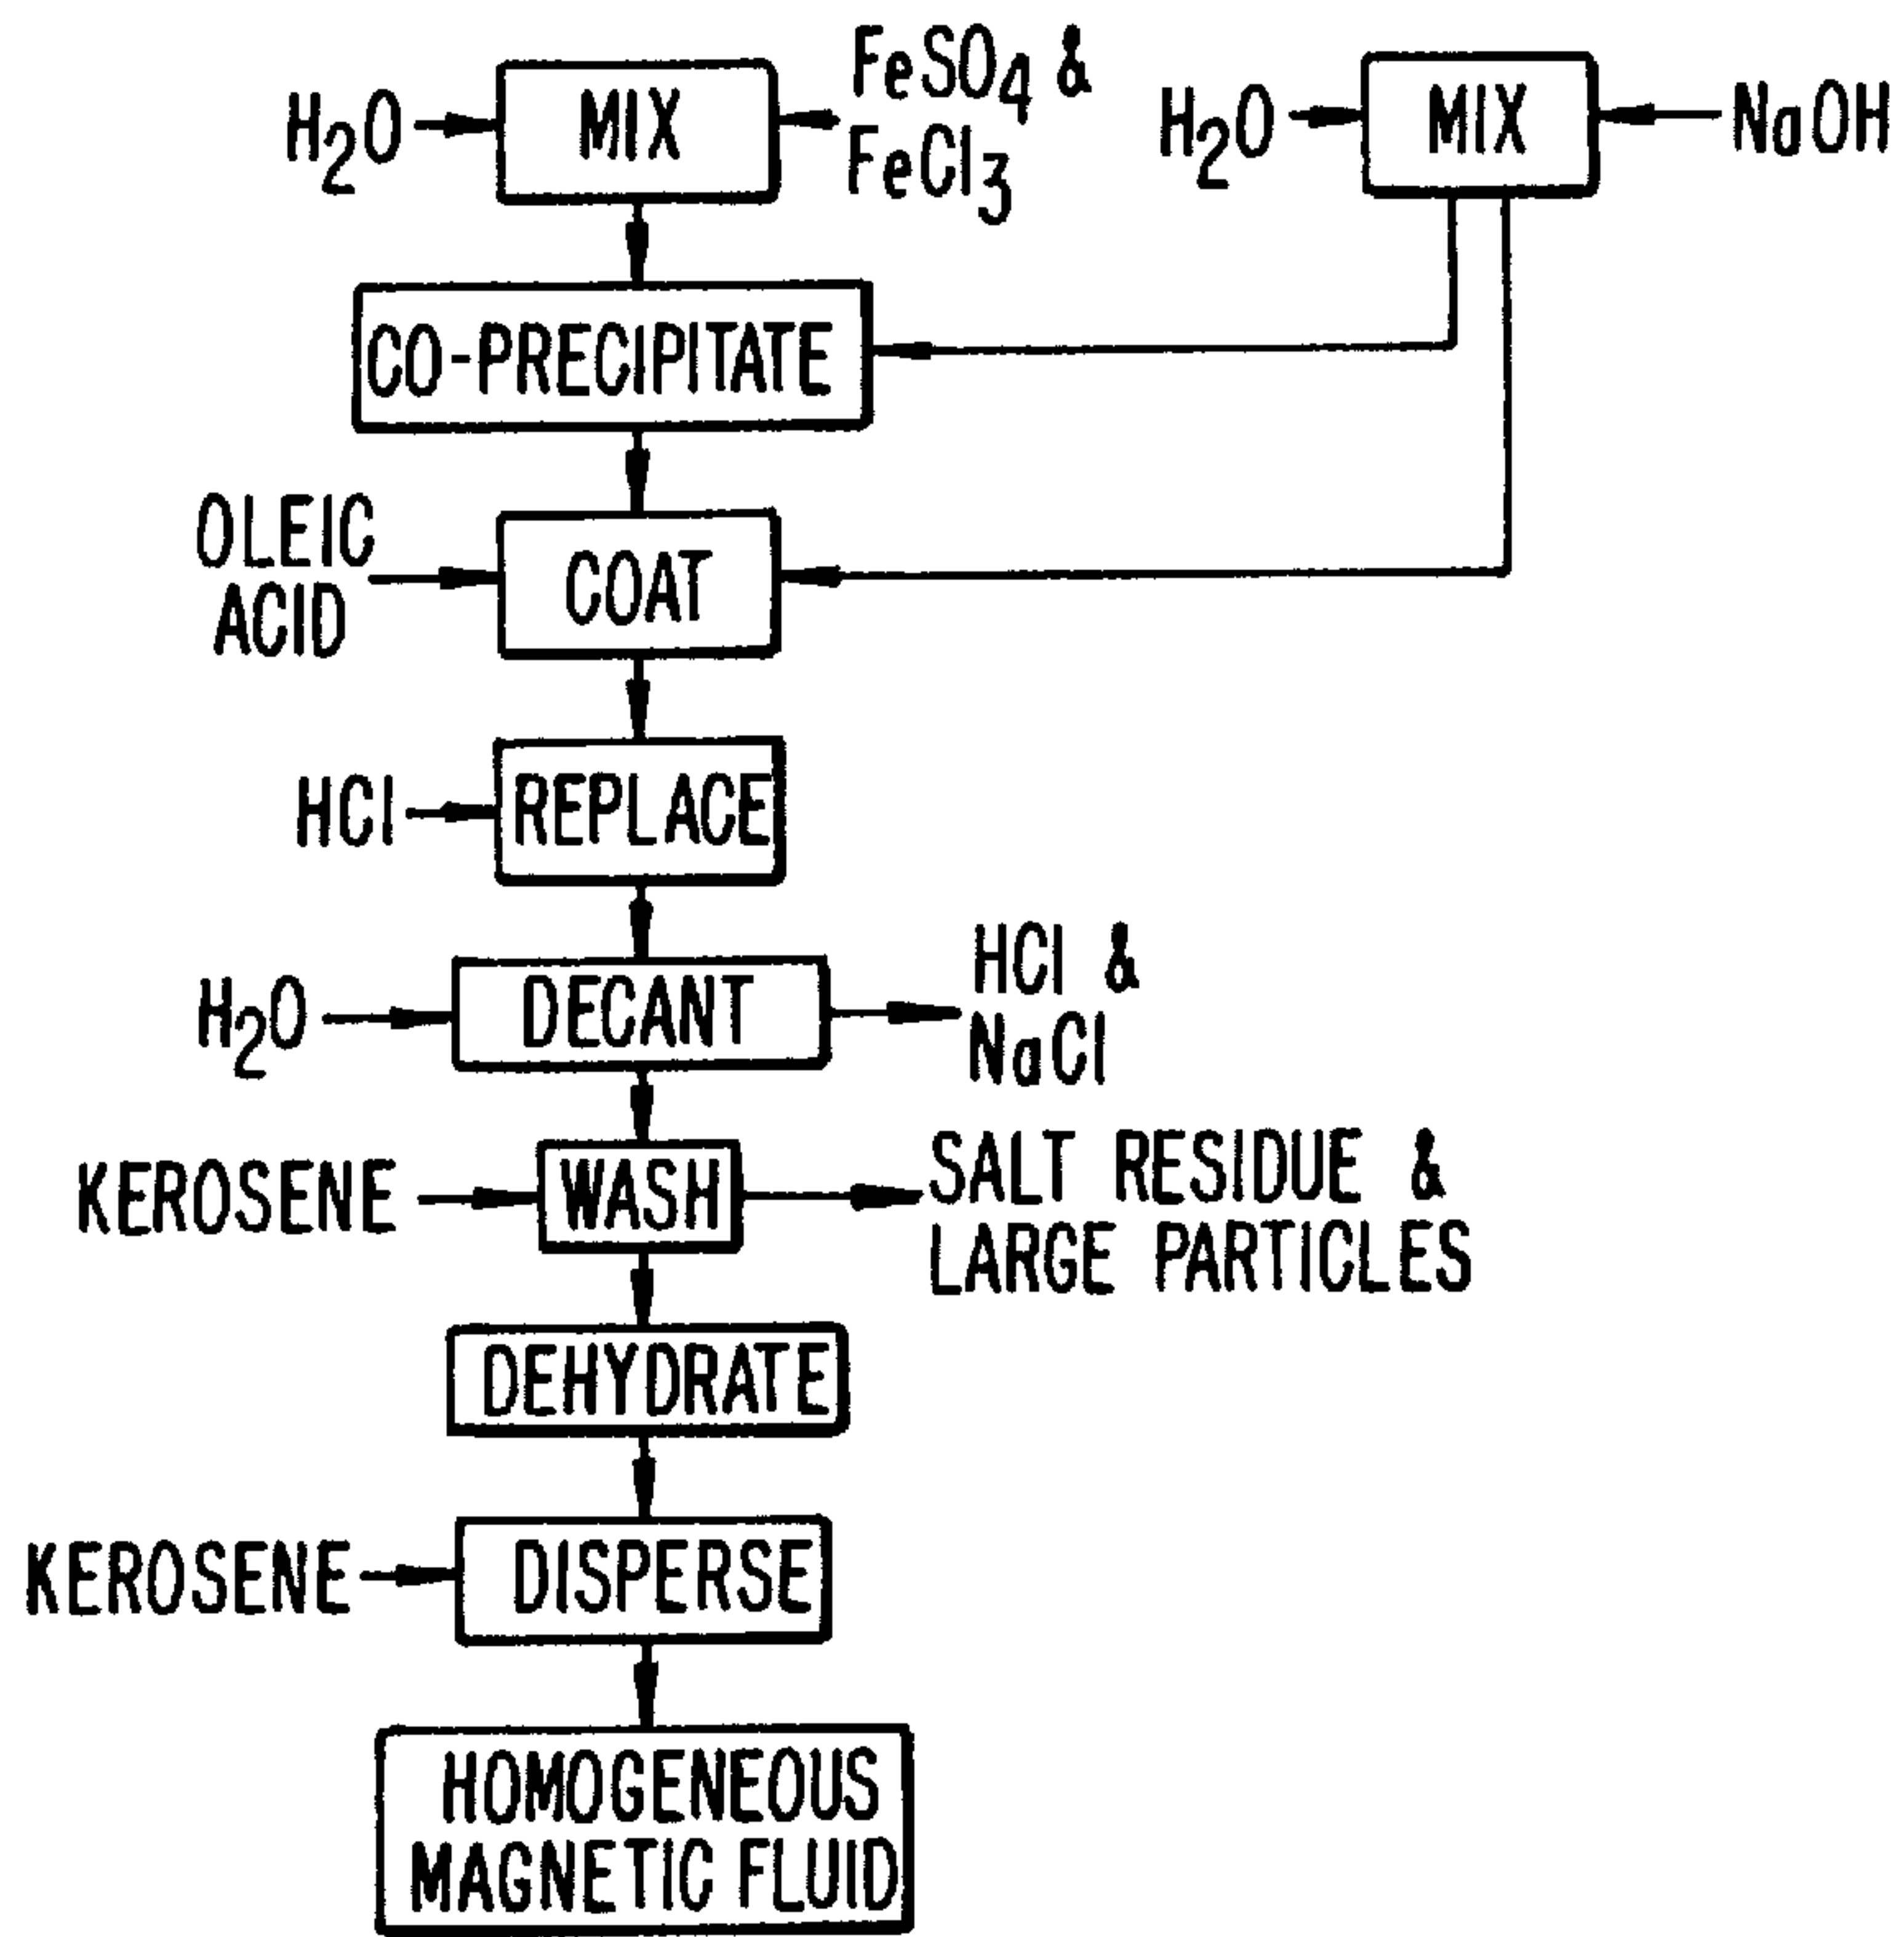 H2O
MIX
FeSO4 &
FeCl3
H2O
MIX
NaOH
CO-PRECIPITATE
OLEIC
ACID
COAT
HCl
REPLACE
H2O
DECANT
HCl &
NaCl
KEROSENE
WASH
SALT RESIDUE &
LARGE PARTICLES
DEHYDRATE
KEROSENE
DISPERSE
HOMOGENEOUS
MAGNETIC FLUID